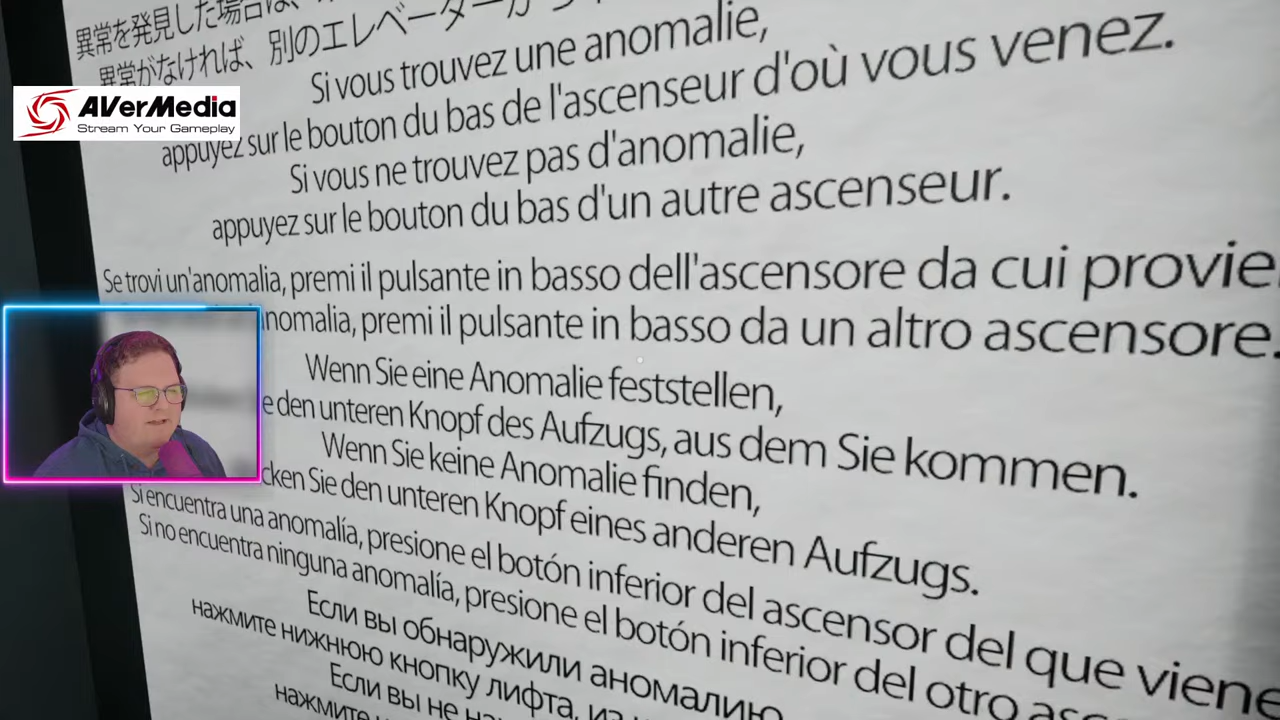 異常を発見した場合は、
異常がなければ、別のエレベーターから
AVerMedia
Stream Your Gameplay
Si vous trouvez une anomalie,
appuyez sur le bouton du bas de l'ascenseur d'où vous venez.
Si vous ne trouvez pas d'anomalie,
appuyez sur le bouton du bas d'un autre ascenseur.
Se trovi un'anomalia, premi il pulsante in basso dell'ascensore da cui provie
anomalia, premi il pulsante in basso da un altro ascensore.
Wenn Sie eine Anomalie feststellen,
den unteren Knopf des Aufzugs, aus dem Sie kommen.
Wenn Sie keine Anomalie finden,
cken Sie den unteren Knopf eines anderen Aufzugs.
Si encuentra una anomalía, presione el botón inferior del ascensor del que viene
Si no encuentra ninguna anomalía, presione el botón inferior del otro asc
Если вы обнаружили аномалию
нажмите нижнюю кнопку лифта, из
Если вы не на
нажмите